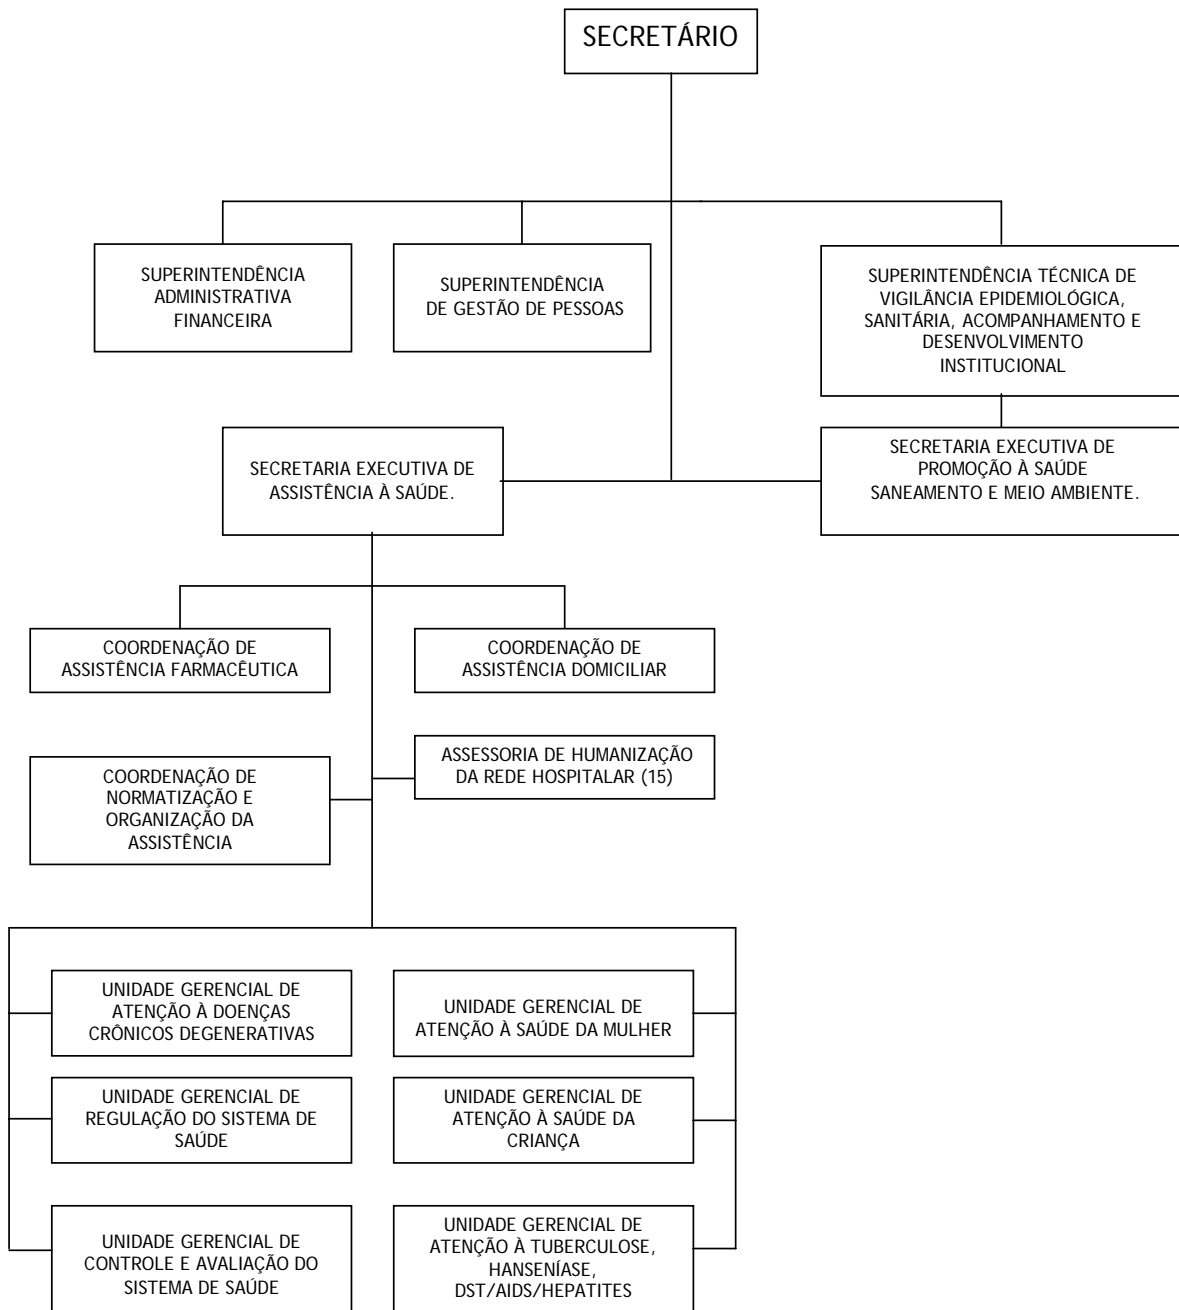 SECRETÁRIO
SUPERINTENDÊNCIA
ADMINISTRATIVA
FINANCEIRA
SUPERINTENDÊNCIA
DE GESTÃO DE PESSOAS
SUPERINTENDÊNCIA TÉCNICA DE
VIGILÂNCIA EPIDEMIOLÓGICA,
SANITÁRIA, ACOMPANHAMENTO E
DESENVOLVIMENTO
INSTITUCIONAL
SECRETARIA EXECUTIVA DE
ASSISTÊNCIA À SAÚDE.
SECRETARIA EXECUTIVA DE
PROMOÇÃO À SAÚDE
SANEAMENTO E MEIO AMBIENTE.
COORDENAÇÃO DE
ASSISTÊNCIA FARMACÊUTICA
COORDENAÇÃO DE
ASSISTÊNCIA DOMICILIAR
COORDENAÇÃO DE
NORMATIZAÇÃO E
ORGANIZAÇÃO DA
ASSISTÊNCIA
ASSESSORIA DE HUMANIZAÇÃO
DA REDE HOSPITALAR (15)
UNIDADE GERENCIAL DE
ATENÇÃO À DOENÇAS
CRÔNICOS DEGENERATIVAS
UNIDADE GERENCIAL DE
ATENÇÃO À SAÚDE DA MULHER
UNIDADE GERENCIAL DE
REGULAÇÃO DO SISTEMA DE
SAÚDE
UNIDADE GERENCIAL DE
ATENÇÃO À SAÚDE DA
CRIANÇA
UNIDADE GERENCIAL DE
CONTROLE E AVALIAÇÃO DO
SISTEMA DE SAÚDE
UNIDADE GERENCIAL DE
ATENÇÃO À TUBERCULOSE,
HANSENÍASE,
DST/AIDS/HEPATITES